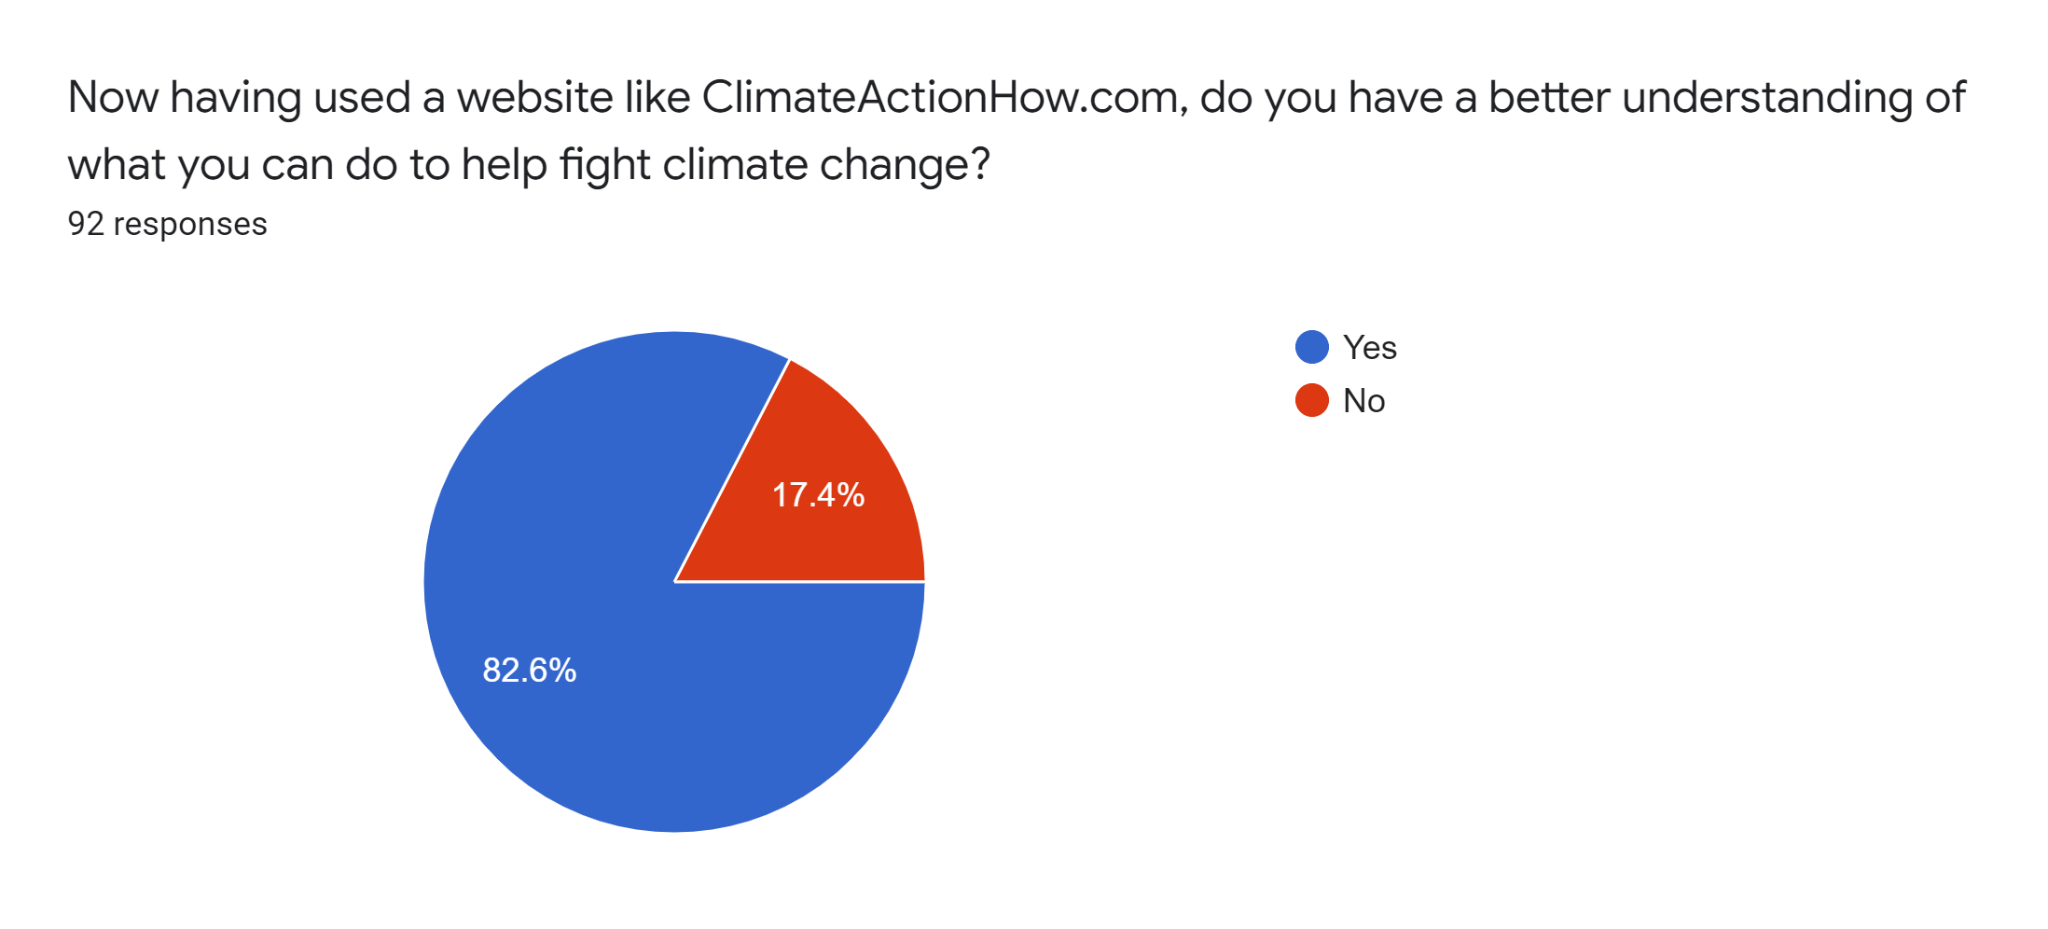 Now having used a website like ClimateActionHow.com, do you have a better understanding of
what you can do to help fight climate change?
92 responses
Yes
No
17.4%
82.6%